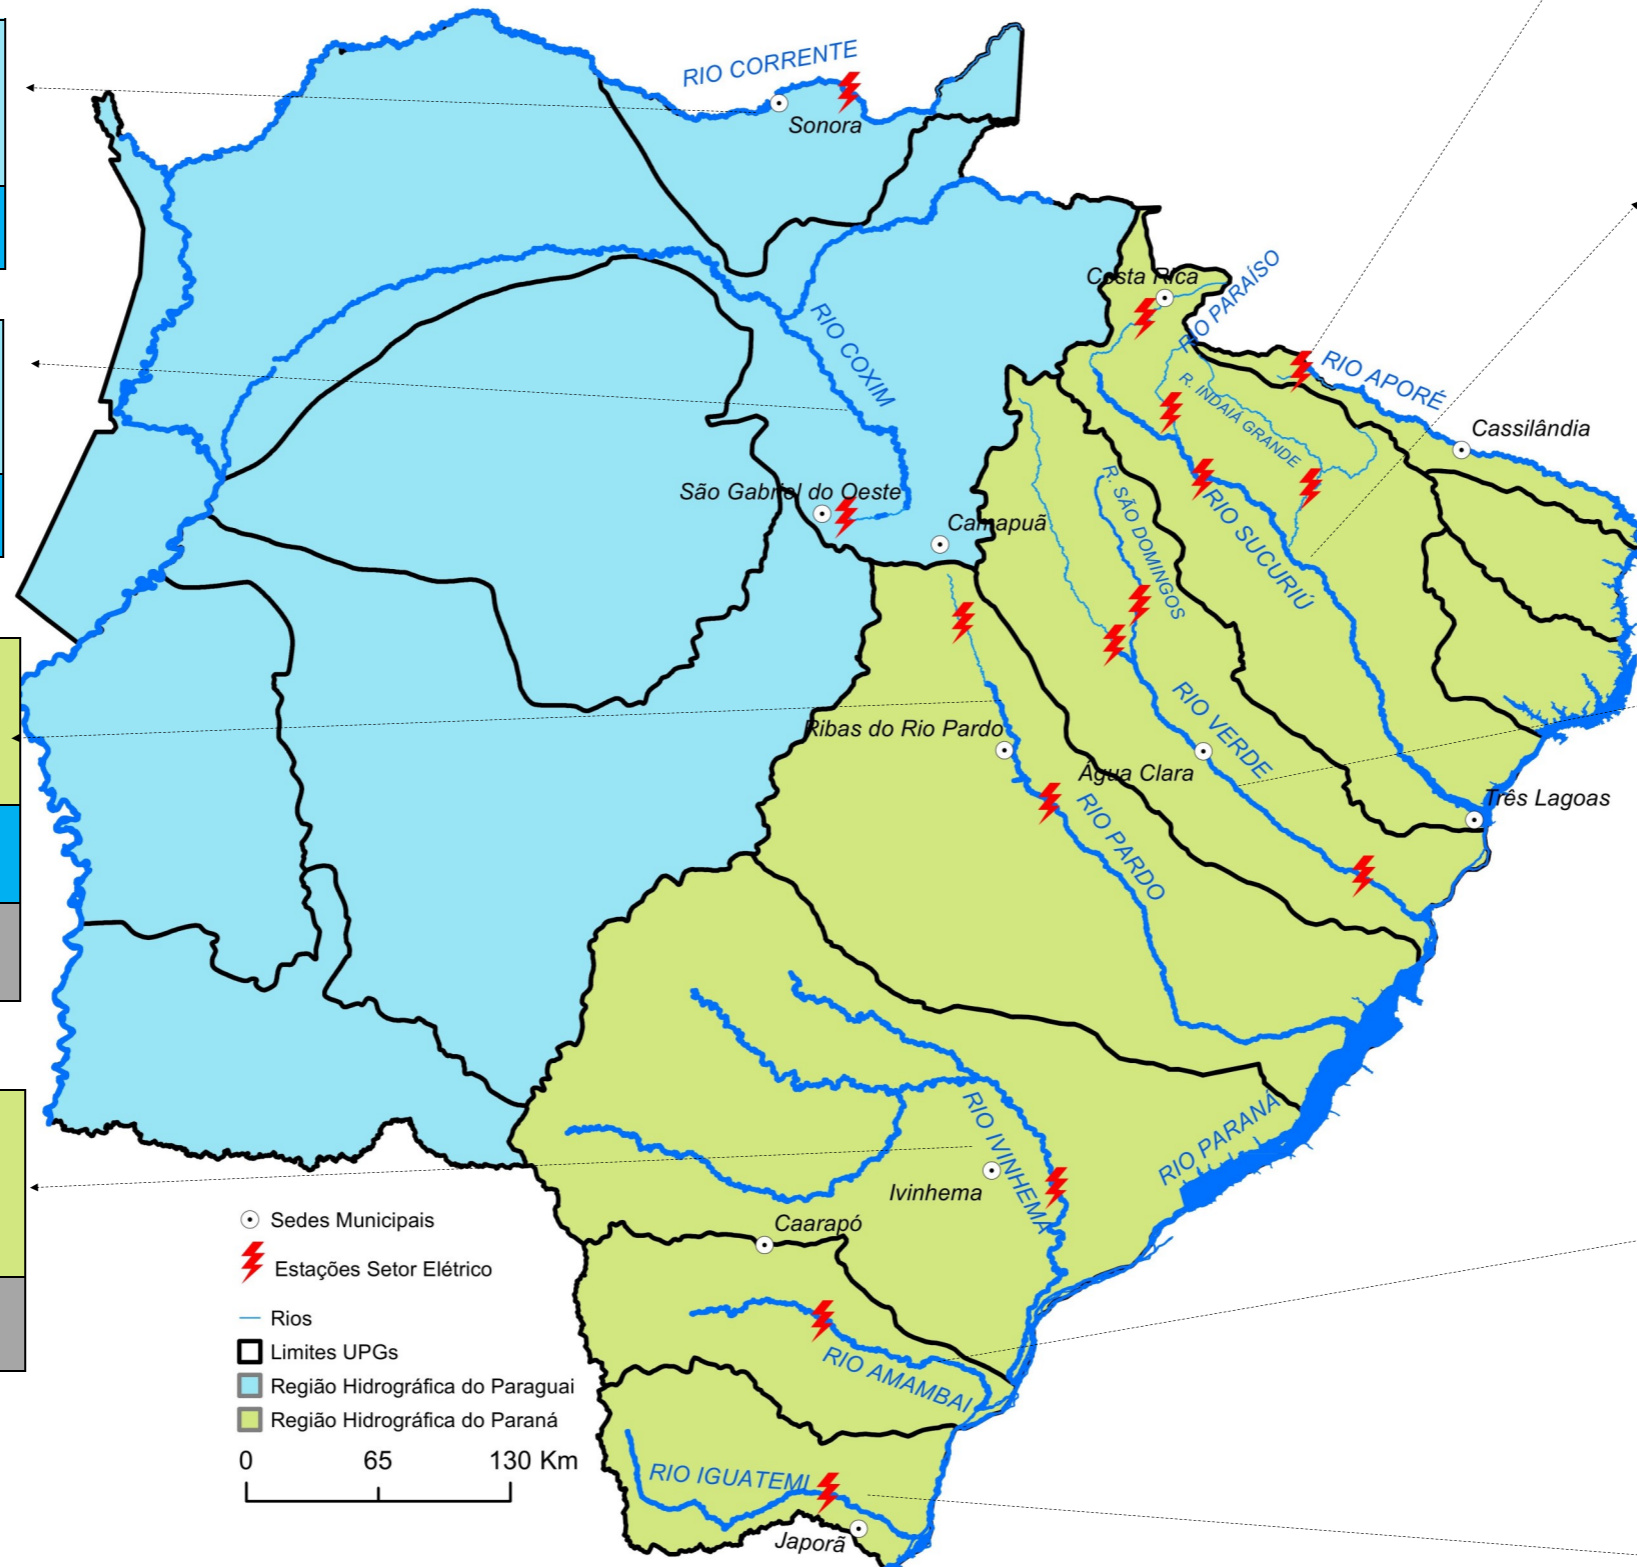 RIO CORRENTE
Sonora
Costa Rica
RIO PARAÍSO
RIO COXIM
RIO APORÉ
R. INDAIÁ GRANDE
Cassilândia
São Gabriel do Oeste
R. SÃO DOMINGOS
RIO SUCURIÚ
Camapuã
RIO VERDE
Ribas do Rio Pardo
Água Clara
RIO PARDO
Três Lagoas
RIO IVINHEMA
RIO PARANÁ
Ivinhema
Caarapó
Sedes Municipais
Estações Setor Elétrico
Rios
Limites UPGs
Região Hidrográfica do Paraguai
Região Hidrográfica do Paraná
0 65 130 Km
RIO AMAMBAI
RIO IGUATEMI
Japorã